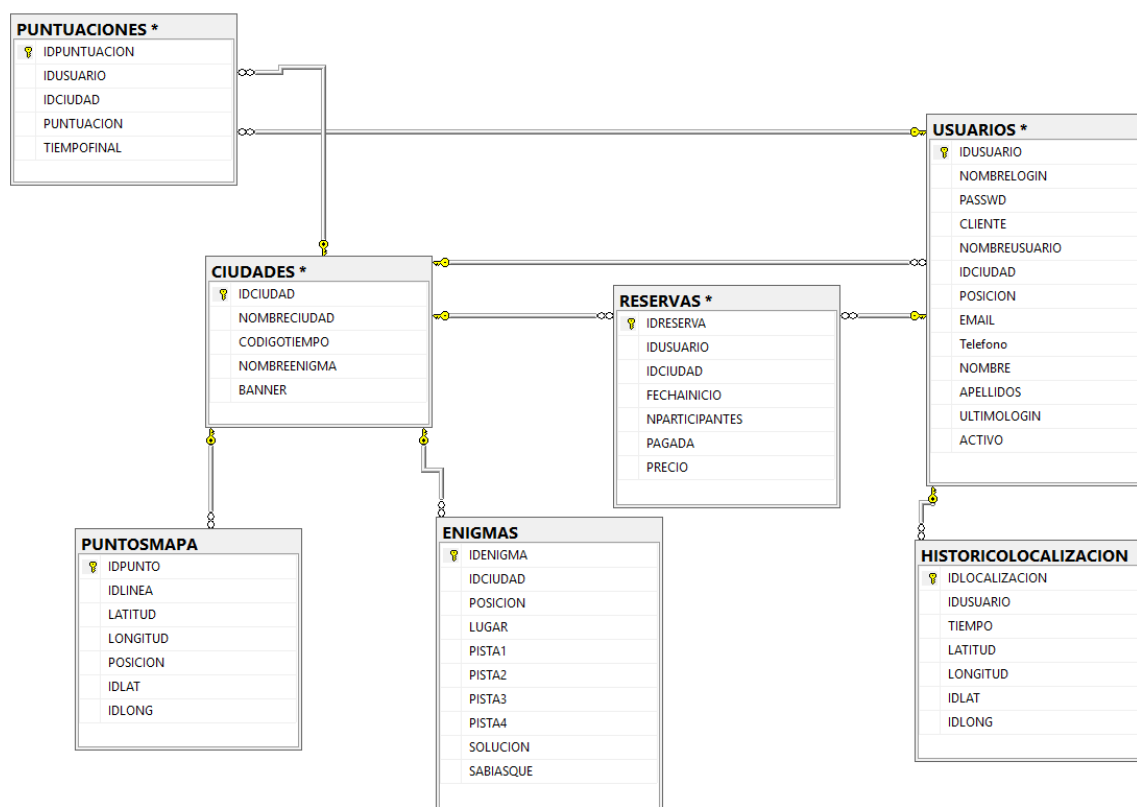 PUNTUACIONES *
IDPUNTUACION
IDUSUARIO
IDCIUDAD
PUNTUACION
TIEMPOFINAL
USUARIOS *
IDUSUARIO
NOMBRELOGIN
PASSWD
CLIENTE
NOMBREUSUARIO
IDCIUDAD
POSICION
EMAIL
Telefono
NOMBRE
APELLIDOS
ULTIMOLOGIN
ACTIVO
CIUDADES *
IDCIUDAD
NOMBRECIUDAD
CODIGOTIEMPO
NOMBREENIGMA
BANNER
RESERVAS *
IDRESERVA
IDUSUARIO
IDCIUDAD
FECHAINICIO
NPARTICIPANTES
PAGADA
PRECIO
PUNTOSMAPA
IDPUNTO
IDLINEA
LATITUD
LONGITUD
POSICION
IDLAT
IDLONG
ENIGMAS
IDENIGMA
IDCIUDAD
POSICION
LUGAR
PISTA1
PISTA2
PISTA3
PISTA4
SOLUCION
SABIASQUE
HISTORICOLOCALIZACION
IDLOCALIZACION
IDUSUARIO
TIEMPO
LATITUD
LONGITUD
IDLAT
IDLONG